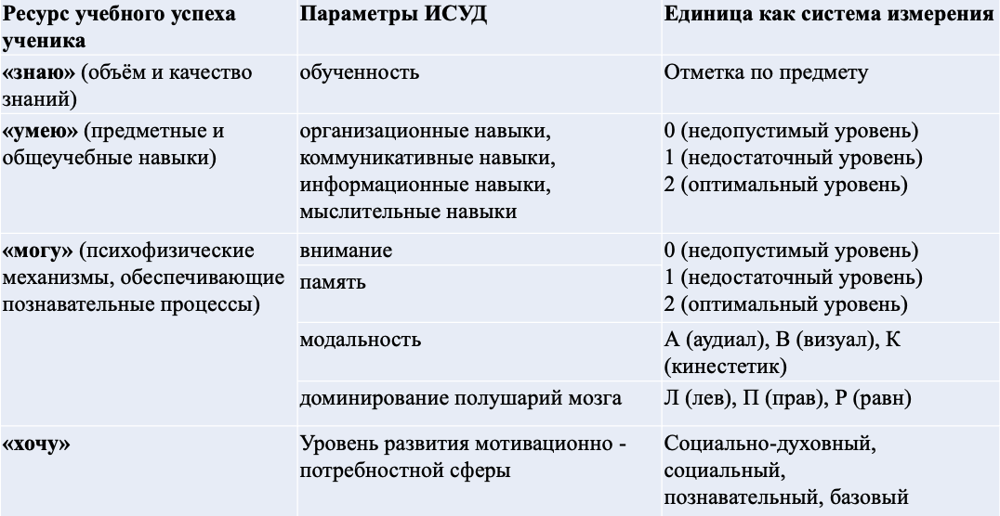 Ресурс учебного успеха
ученика
Параметры ИСУД
Единица как система измерения
«знаю» (объём и качество
знаний)
обученность
Отметка по предмету
«умею» (предметные и
общеучебные навыки)
организационные навыки,
коммуникативные навыки,
информационные навыки,
мыслительные навыки
0 (недопустимый уровень)
1 (недостаточный уровень)
2 (оптимальный уровень)
«могу» (психофизические
механизмы, обеспечивающие
познавательные процессы)
внимание
память
0 (недопустимый уровень)
1 (недостаточный уровень)
2 (оптимальный уровень)
модальность
А (аудиал), В (визуал), К
(кинестетик)
доминирование полушарий мозга
Л (лев), П (прав), Р (равн)
«хочу»
Уровень развития мотивационно -
потребностной сферы
Социально-духовный,
социальный,
познавательный, базовый